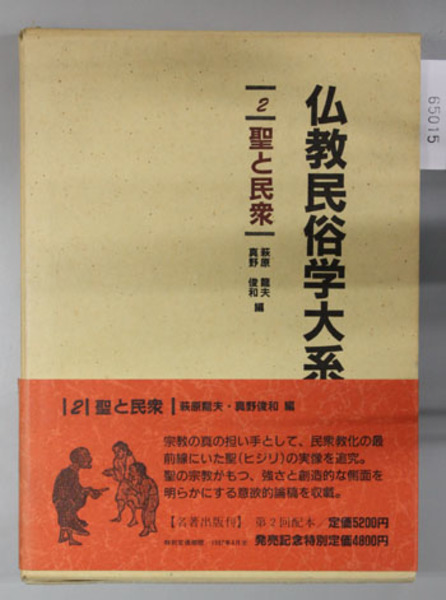 仏教民俗学大系
2
聖と民衆
萩原 龍夫
真野 俊和 編
65015
2 聖と民衆 萩原龍夫・真野俊和 編
宗教の真の担い手として、民衆教化の最
前線にいた聖(ヒジリ)の実像を追究。
聖の宗教がもつ、強さと創造的な側面を
明らかにする意欲的論稿を収載。
【名著出版刊】 第2回配本/定価5200円
発売記念特別定価4800円